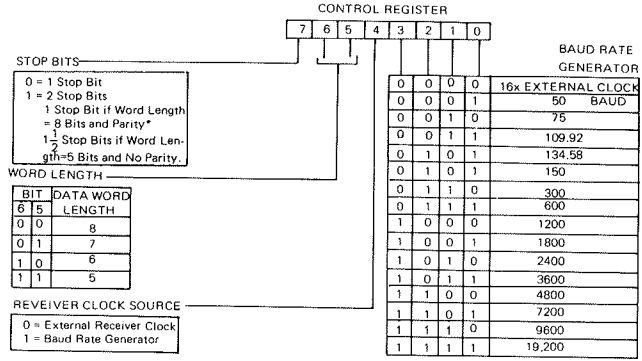 CONTROL REGISTER
7 6 5 4 3 2 1 0
STOP BITS
0 = 1 Stop Bit
1 = 2 Stop Bits
1 Stop Bit if Word Length
= 8 Bits and Parity*
1 1/2 Stop Bits if Word Len-
gth=5 Bits and No Parity.
WORD LENGTH
BIT DATA WORD
6 5 LENGTH
0 0 8
0 1 7
1 0 6
1 1 5
REVEIVER CLOCK SOURCE
0 = External Receiver Clock
1 = Baud Rate Generator
BAUD RATE
GENERATOR
0 0 0 0 16x EXTERNAL CLOCK
0 0 0 1 50 BAUD
0 0 1 0 75
0 0 1 1 109.92
0 1 0 1 134.58
0 1 0 1 150
0 1 1 0 300
0 1 1 1 600
1 0 0 0 1200
1 0 0 1 1800
1 0 1 0 2400
1 0 1 1 3600
1 1 0 0 4800
1 1 0 1 7200
1 1 1 0 9600
1 1 1 1 19,200